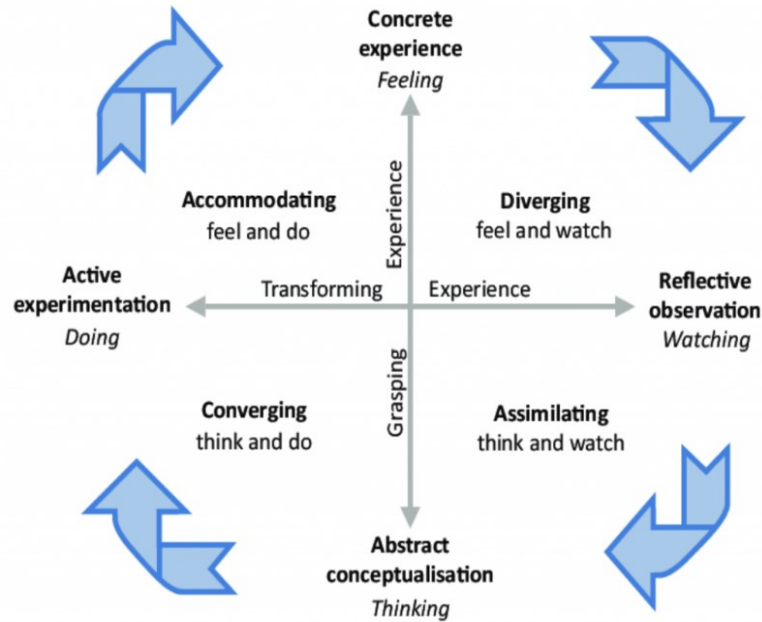 Concrete
experience
Feeling
Accommodating
feel and do
Experience
Diverging
feel and watch
Active
experimentation
Doing
Transforming
Experience
Reflective
observation
Watching
Grasping
Converging
think and do
Assimilating
think and watch
Abstract
conceptualisation
Thinking